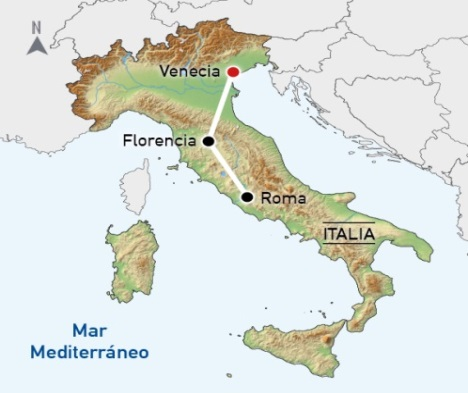 N
Venecia
Florencia
Roma
ITALIA
Mar
Mediterráneo